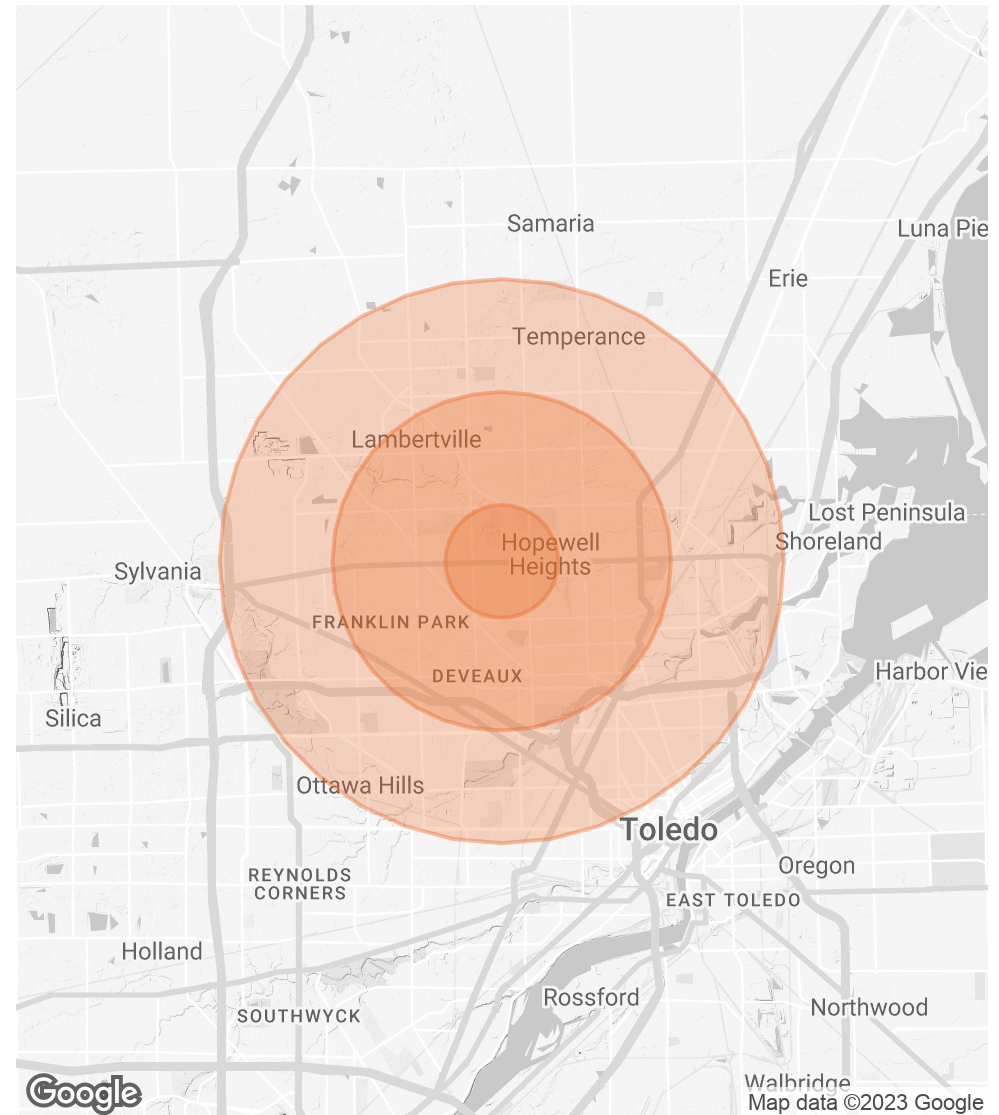 Samaria
Luna Pie
Erie
Temperance
Lambertville
Lost Peninsula
Hopewell
Heights
Shoreland
Sylvania
FRANKLIN PARK
DEVEAUX
Harbor Vie
Silica
Ottawa Hills
Toledo
REYNOLDS
CORNERS
Oregon
EAST TOLEDO
Holland
Rossford
Northwood
SOUTHWYCK
Walbridge
Google
Map data ©2023 Google